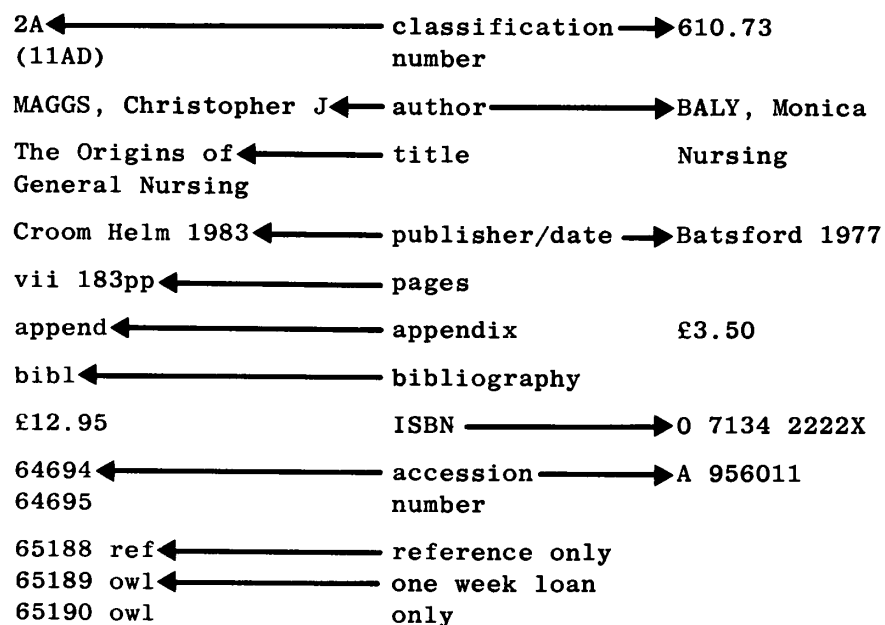 2A classification 610.73
(11AD) number
MAGGS, Christopher J author BALY, Monica
The Origins of title Nursing
General Nursing
Croom Helm 1983 publisher/date Batsford 1977
vii 183pp pages
append appendix £3.50
bibl bibliography
£12.95 ISBN 0 7134 2222X
64694 accession A 956011
64695 number
65188 ref reference only
65189 owl one week loan
65190 owl only